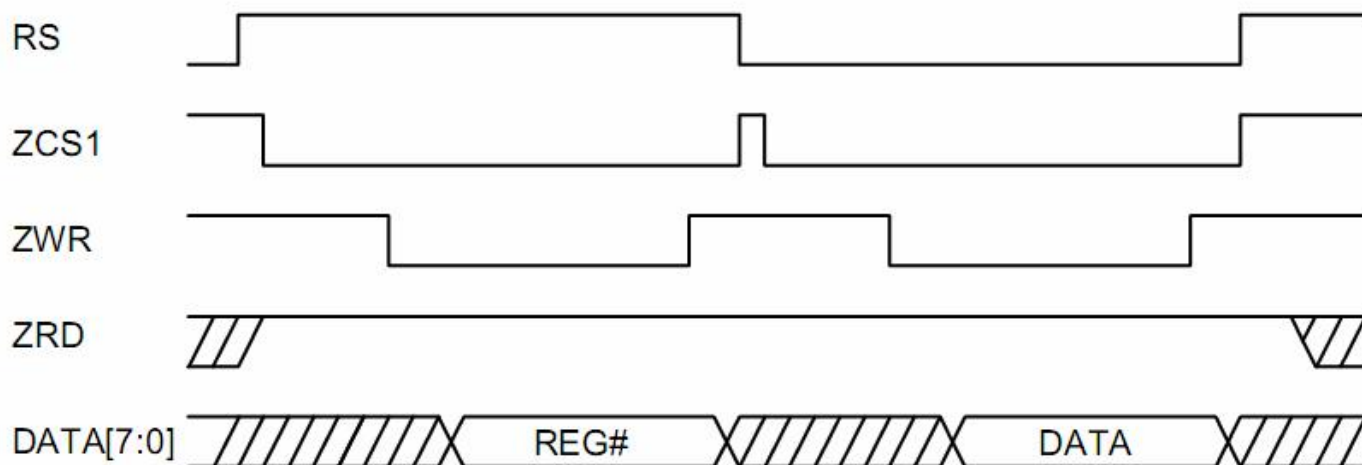 RS
ZCS1
ZWR
ZRD
DATA[7:0] REG# DATA